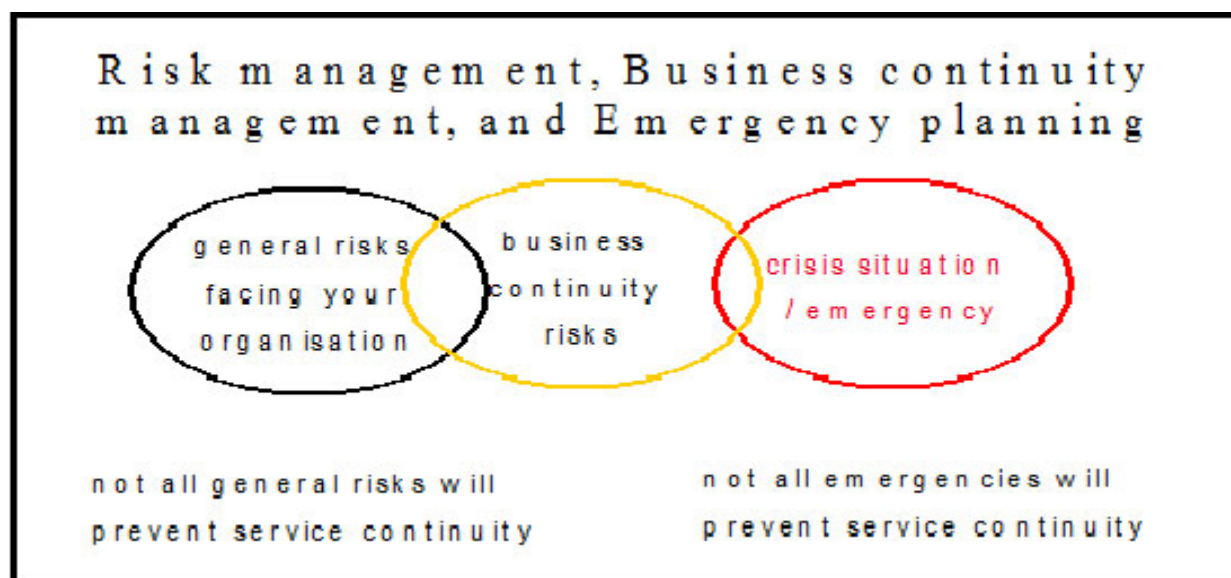 Risk management, Business continuity
management, and Emergency planning
general risks
facing your
organisation
business
continuity
risks
crisis situation
/ emergency
not all general risks will
prevent service continuity
not all emergencies will
prevent service continuity